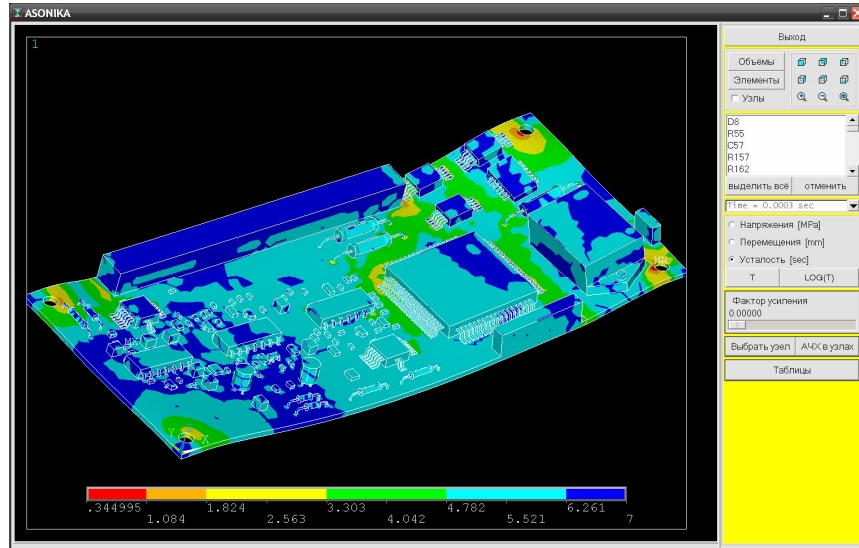 ASONIKA
1
Выход
Объёмы
Элементы
Узлы
D8
R55
C57
R157
R162
выделить всё отменить
Time = 0.0003 sec
Напряжения [MPa]
Перемещения [mm]
Усталость [sec]
T LOG(T)
Фактор усиления
0.00000
Выбрать узел АЧХ в узлах
Таблицы
MN
MX
Y X
.344995 1.824 3.303 4.782 6.261
1.084 2.563 4.042 5.521 7